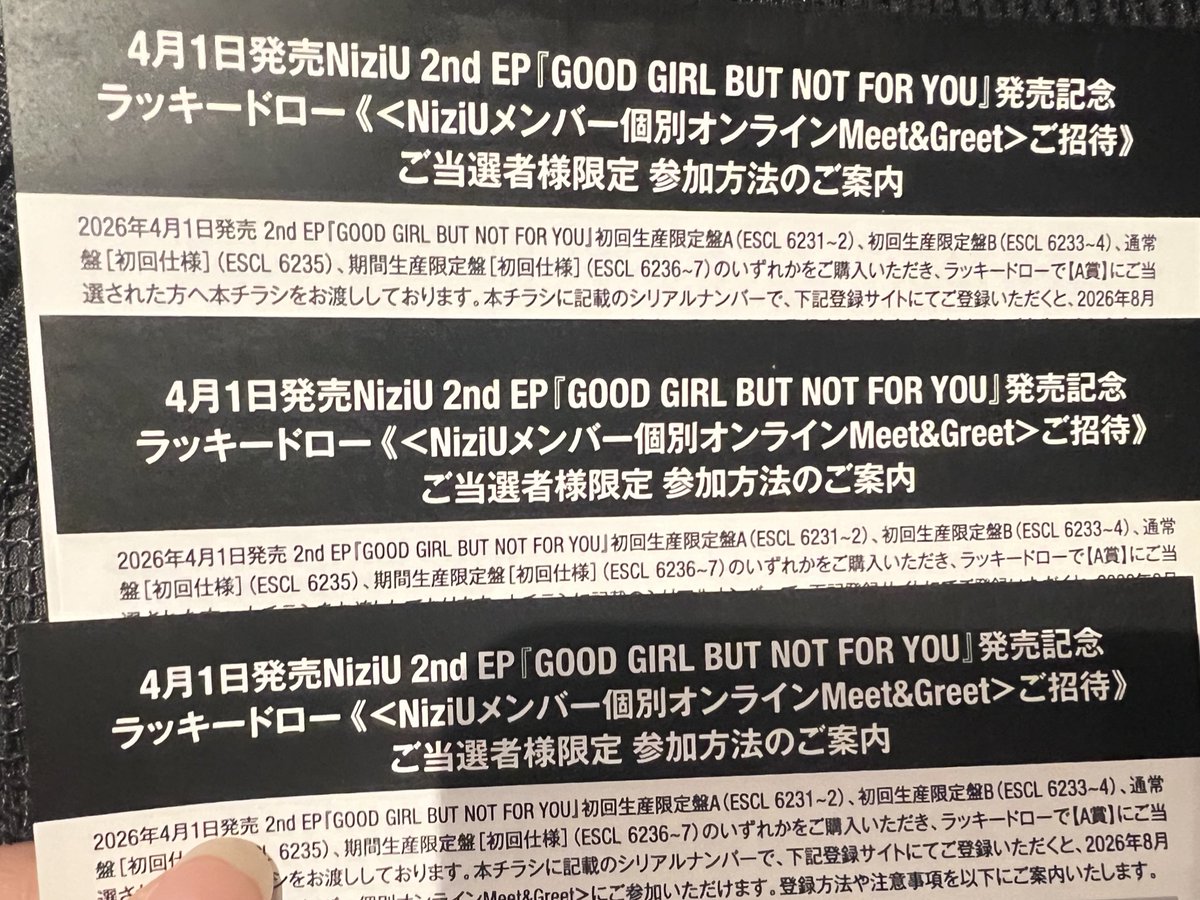 4月1日発売NiziU 2nd EP『GOOD GIRL BUT NOT FOR YOU』発売記念
ラッキードロー《<NiziUメンバー個別オンラインMeet&Greet>ご招待》
ご当選者様限定 参加方法のご案内
2026年4月1日発売 2nd EP『GOOD GIRL BUT NOT FOR YOU』初回生産限定盤A(ESCL 6231~2)、初回生産限定盤B(ESCL 6233~4)、通常
盤[初回仕様](ESCL 6235)、期間生産限定盤[初回仕様](ESCL 6236~7)のいずれかをご購入いただき、ラッキードローで【A賞】にご当
選された方へ本チラシをお渡ししております。本チラシに記載のシリアルナンバーで、下記登録サイトにてご登録いただくと、2026年8月
4月1日発売NiziU 2nd EP『GOOD GIRL BUT NOT FOR YOU』発売記念
ラッキードロー《<NiziUメンバー個別オンラインMeet&Greet>ご招待》
ご当選者様限定 参加方法のご案内
2026年4月1日発売 2nd EP『GOOD GIRL BUT NOT FOR YOU』初回生産限定盤A(ESCL 6231~2)、初回生産限定盤B(ESCL 6233~4)、通常
盤[初回仕様](ESCL 6235)、期間生産限定盤[初回仕様](ESCL 6236~7)のいずれかをご購入いただき、ラッキードローで【A賞】にご当
4月1日発売NiziU 2nd EP『GOOD GIRL BUT NOT FOR YOU』発売記念
ラッキードロー《<NiziUメンバー個別オンラインMeet&Greet>ご招待》
ご当選者様限定 参加方法のご案内
2026年4月1日発売 2nd EP『GOOD GIRL BUT NOT FOR YOU』初回生産限定盤A(ESCL 6231~2)、初回生産限定盤B(ESCL 6233~4)、通常
盤[初回仕 6235)、期間生産限定盤[初回仕様](ESCL 6236~7)のいずれかをご購入いただき、ラッキードローで【A賞】にご当
選され をお渡ししております。本チラシに記載のシリアルナンバーで、下記登録サイトにてご登録いただくと、2026年8月
個別オンラインMeet&Greet>にご参加いただけます。登録方法や注意事項を以下にご案内いたします。